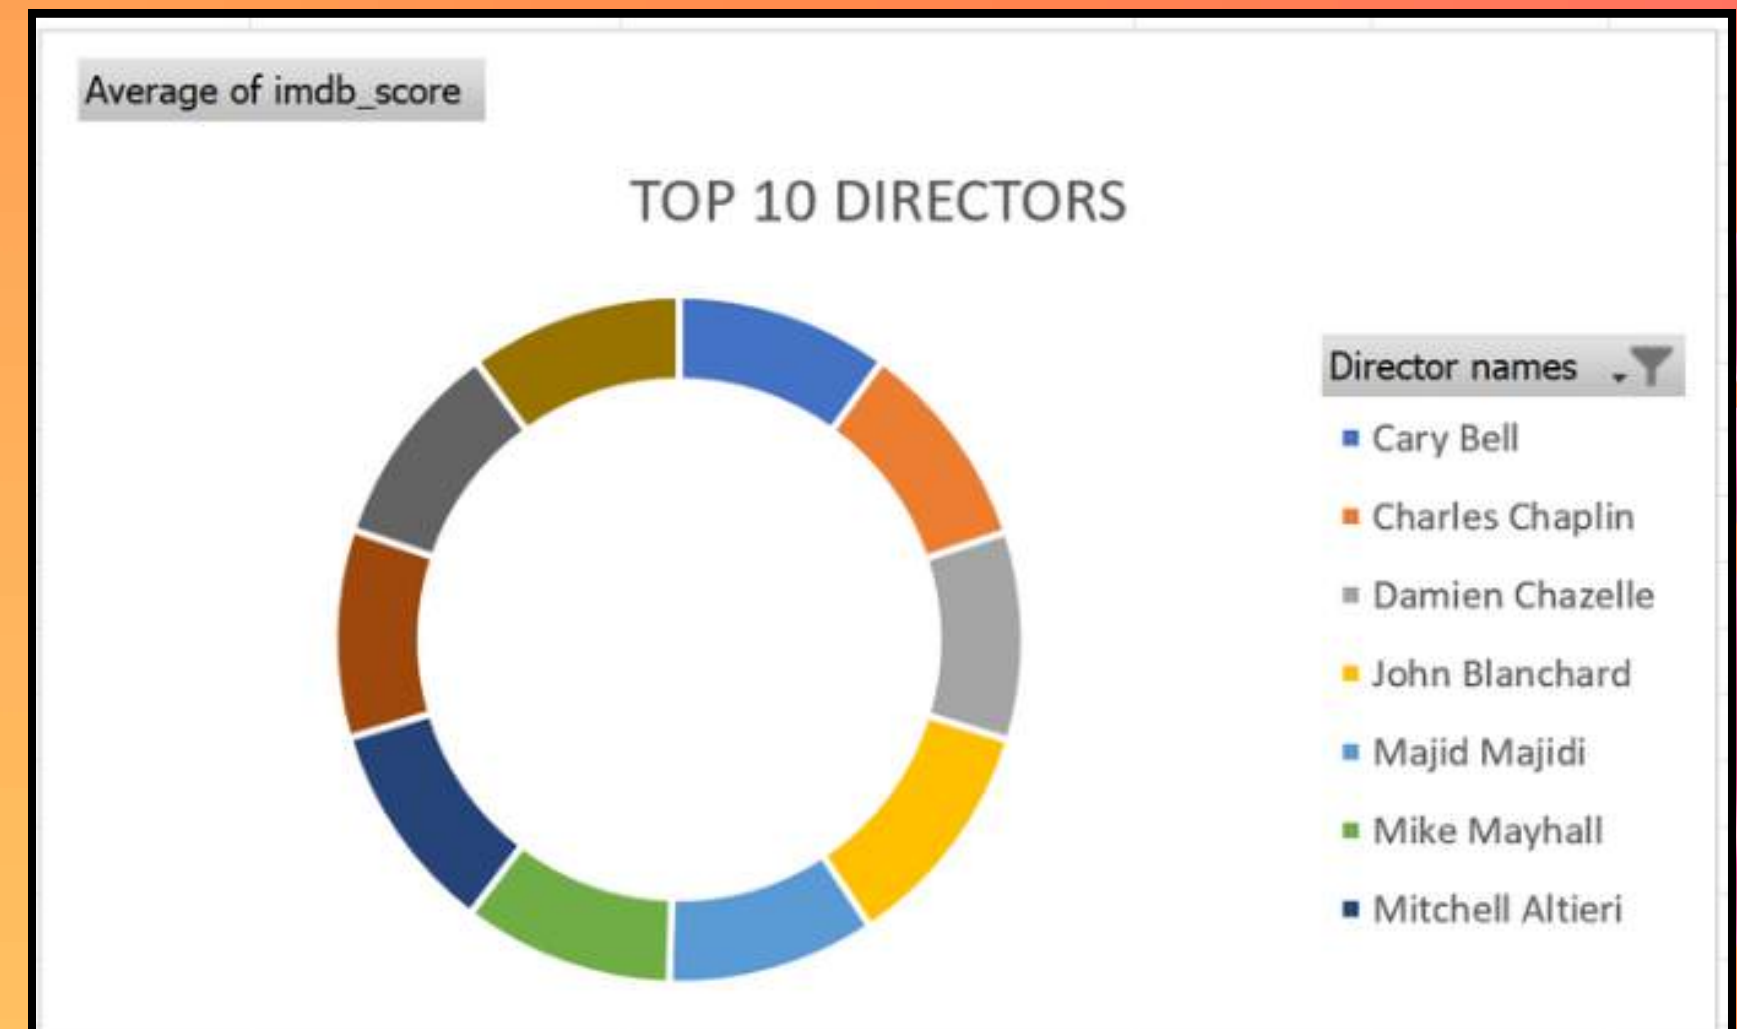 Average of imdb_score
TOP 10 DIRECTORS
Director names
Cary Bell
Charles Chaplin
Damien Chazelle
John Blanchard
Majid Majidi
Mike Mayhall
Mitchell Altieri